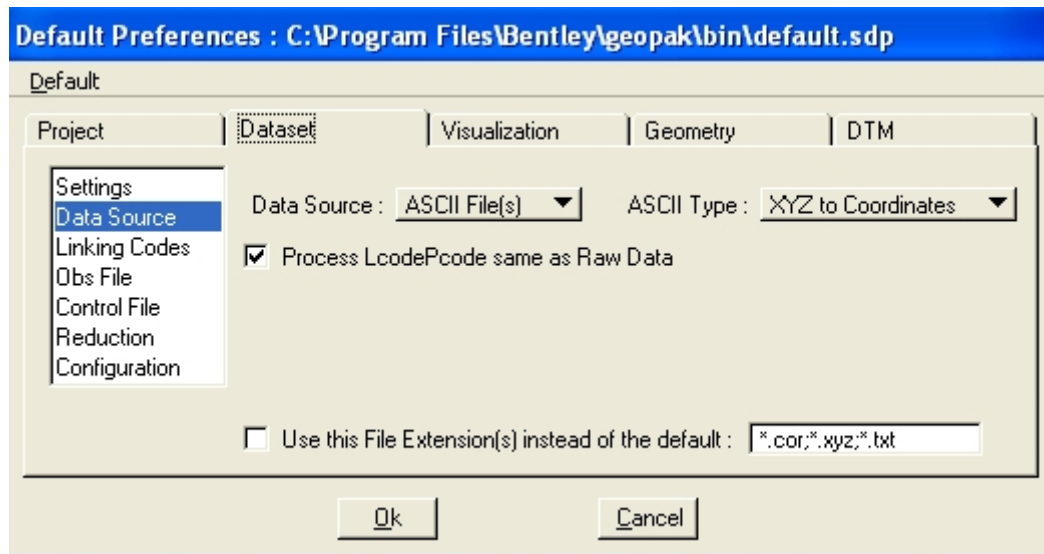 Default Preferences : C:\Program Files\Bentley\geopak\bin\default.sdp
Default
Project Dataset Visualization Geometry DTM
Settings
Data Source
Linking Codes
Obs File
Control File
Reduction
Configuration
Data Source : ASCII File(s) ASCII Type : XYZ to Coordinates
Process LcodePcode same as Raw Data
Use this File Extension(s) instead of the default : *.cor;*.xyz;*.txt
Ok Cancel